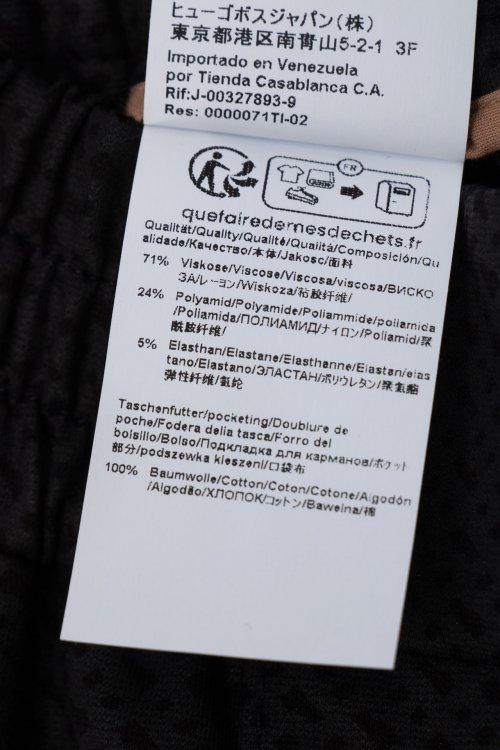 ヒューゴボスジャパン(株)
東京都港区南青山5-2-1 3F
Importado en Venezuela
por Tienda Casablanca C.A.
Rif:J-00327893-9
Res: 0000071TI-02
FR
quefairedemesdechets.fr
Qualität/Quality/Qualité/Qualità/Composición/Qu
alidade/Качество/本体/Jakosc/面料
71% Viskose/Viscose/Viscosa/viscosa/ВИСКО
ЗА/レーヨン/Wiskoza/粘胶纤维/
24% Polyamid/Polyamide/Poliammide/poliamida
/Poliamida/ПОЛИАМИД/ナイロン/Poliamid/聚
酰胺纤维/
5% Elasthan/Elastane/Elasthanne/Elastan/elas
tano/Elastano/ЭЛАСТАН/ポリウレタン/聚氨酯
弹性纤维/氨纶
Taschenfutter/pocketing/Doublure de
poche/Fodera della tasca/Forro del
bolsillo/Bolso/Подкладка для карманов/ポケット
部分/podszewka kieszeni/口袋布
100% Baumwolle/Cotton/Coton/Cotone/Algodón
/Algodão/ХЛОПОК/コットン/Bawełna/棉